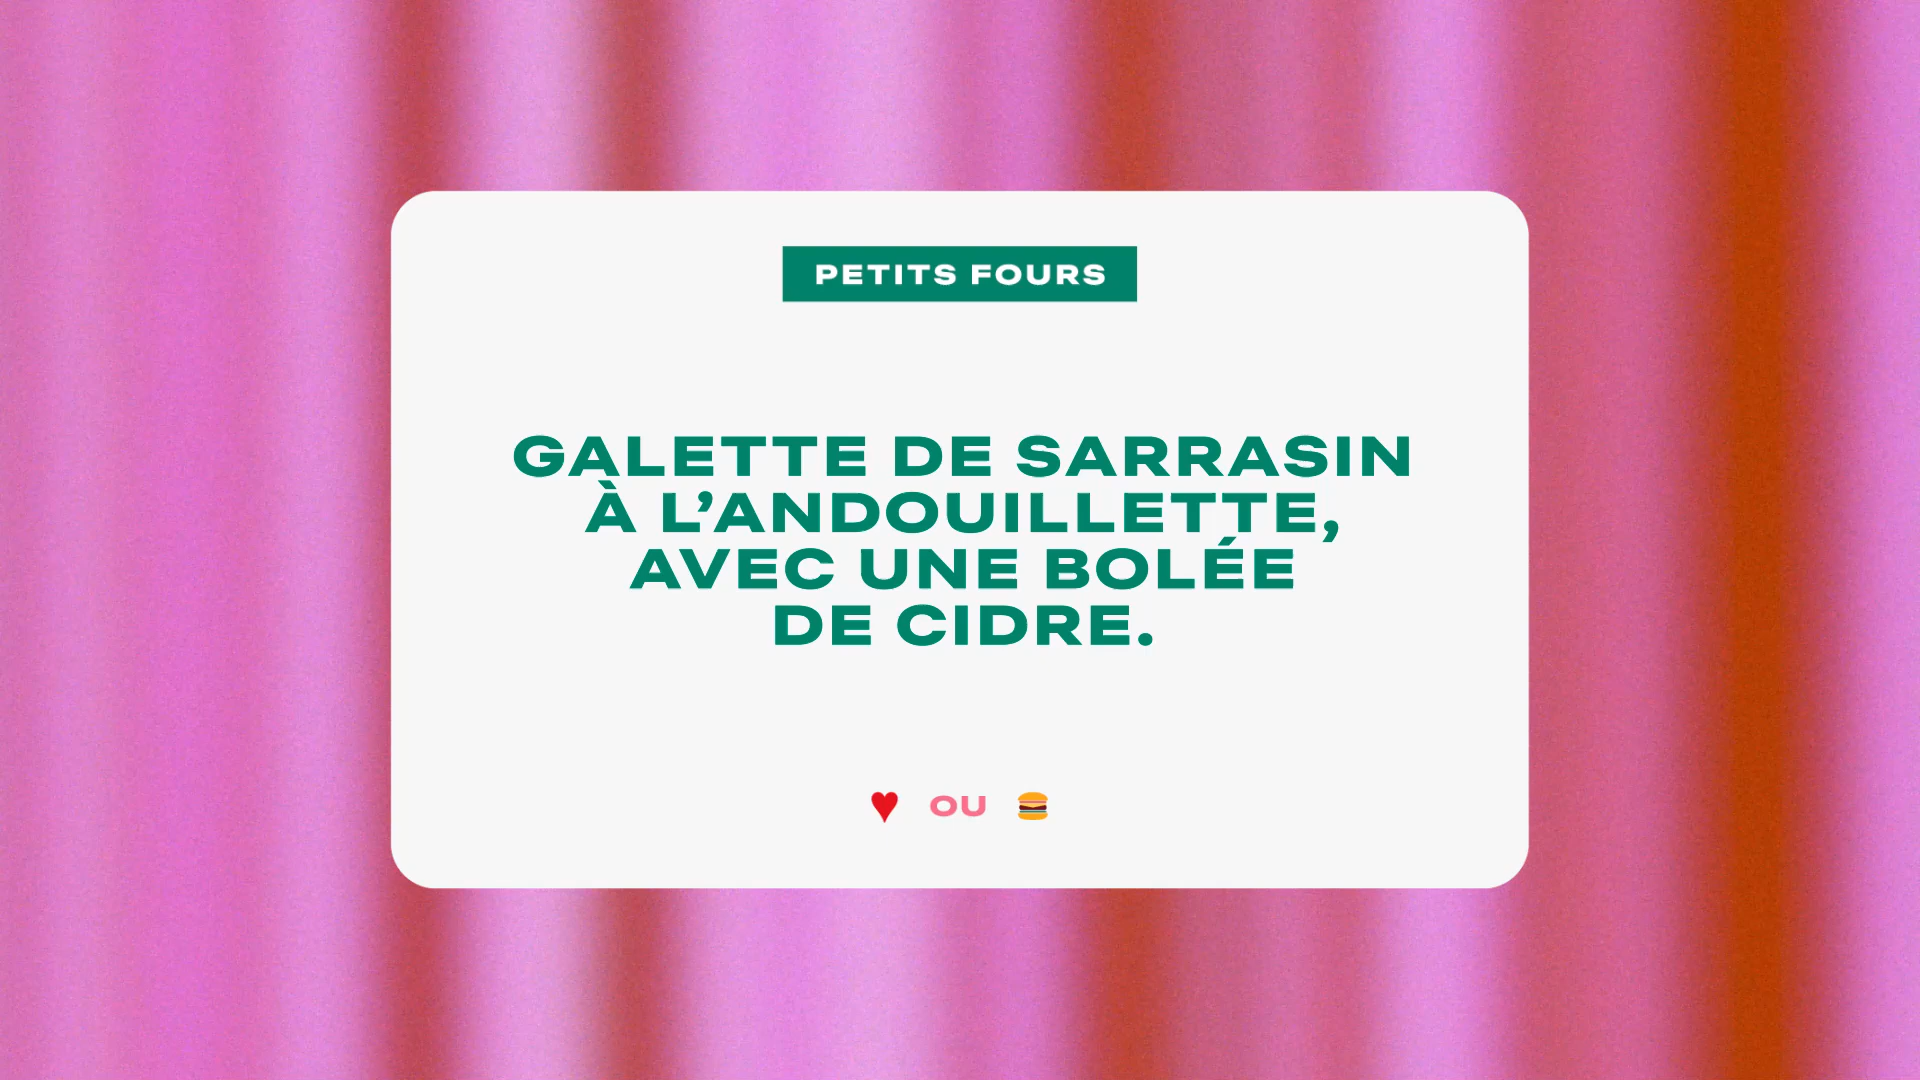 PETITS FOURS
GALETTE DE SARRASIN
À L’ANDOUILLETTE,
AVEC UNE BOLÉE
DE CIDRE.
♥ OU 🍔